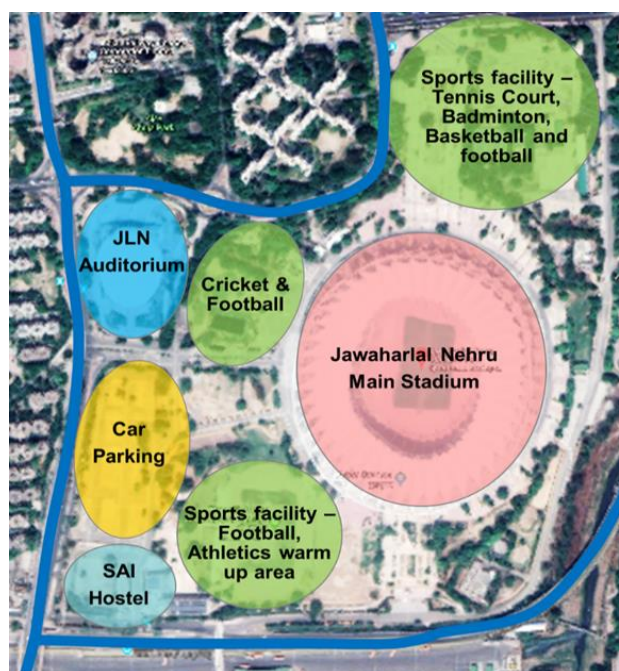 Sports facility –
Tennis Court,
Badminton,
Basketball and
football
JLN
Auditorium
Cricket &
Football
Jawaharlal Nehru
Main Stadium
Car
Parking
Sports facility –
Football,
Athletics warm
up area
SAI
Hostel